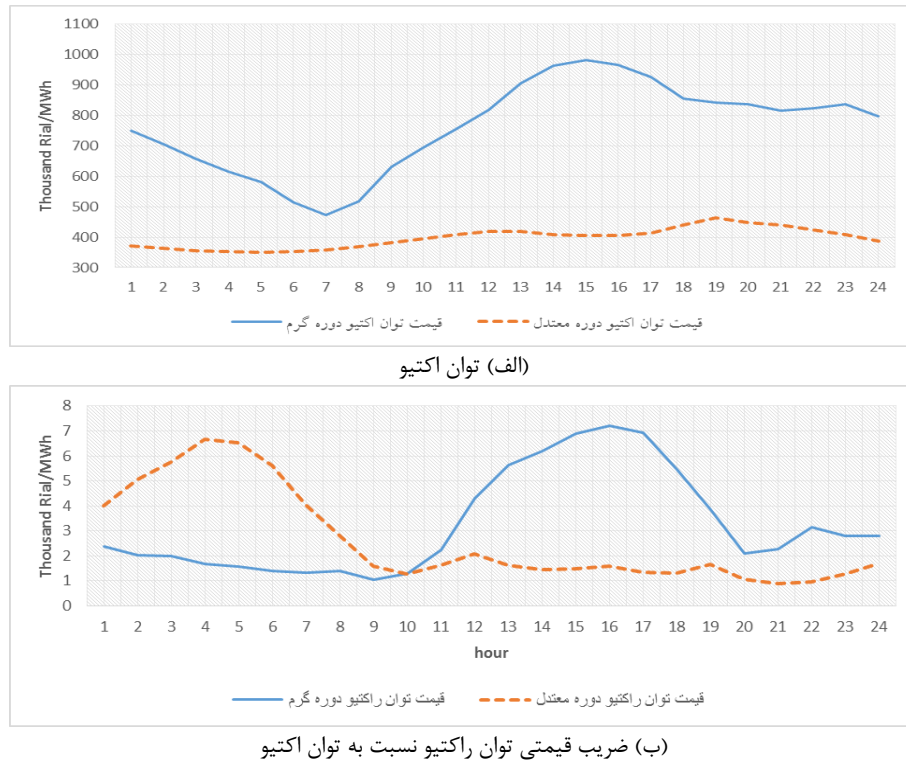 1100
1000
900
800
700
600
500
400
300
Thousand Rial/MWh
1 2 3 4 5 6 7 8 9 10 11 12 13 14 15 16 17 18 19 20 21 22 23 24
قیمت توان اکتیو دوره گرم
قیمت توان اکتیو دوره معتدل
(الف) توان اکتیو
8
7
6
5
4
3
2
1
0
Thousand Rial/MWh
1 2 3 4 5 6 7 8 9 10 11 12 13 14 15 16 17 18 19 20 21 22 23 24
hour
قیمت توان راکتیو دوره گرم
قیمت توان راکتیو دوره معتدل
(ب) ضریب قیمتی توان راکتیو نسبت به توان اکتیو